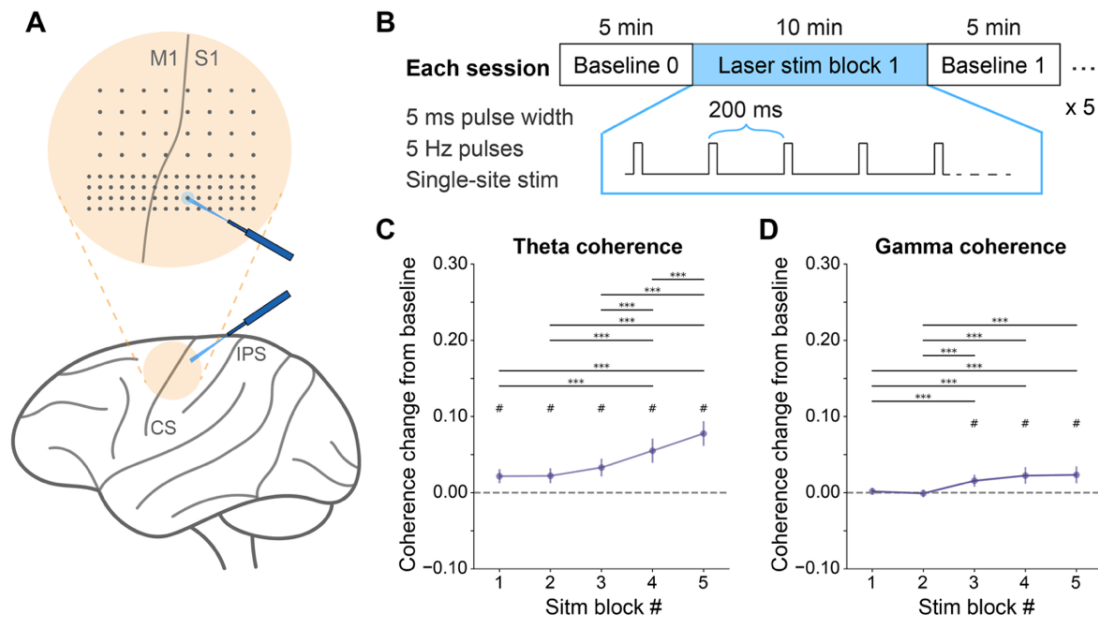 A
M1
S1
IPS
CS
B
5 min
10 min
5 min
Each session
Baseline 0
Laser stim block 1
Baseline 1
...
x 5
5 ms pulse width
5 Hz pulses
Single-site stim
200 ms
C
Theta coherence
Coherence change from baseline
0.30
0.20
0.10
0.00
−0.10
***
***
***
***
***
***
***
# # # # #
1 2 3 4 5
Sitm block #
D
Gamma coherence
Coherence change from baseline
0.30
0.20
0.10
0.00
−0.10
***
***
***
***
***
***
# # #
1 2 3 4 5
Stim block #